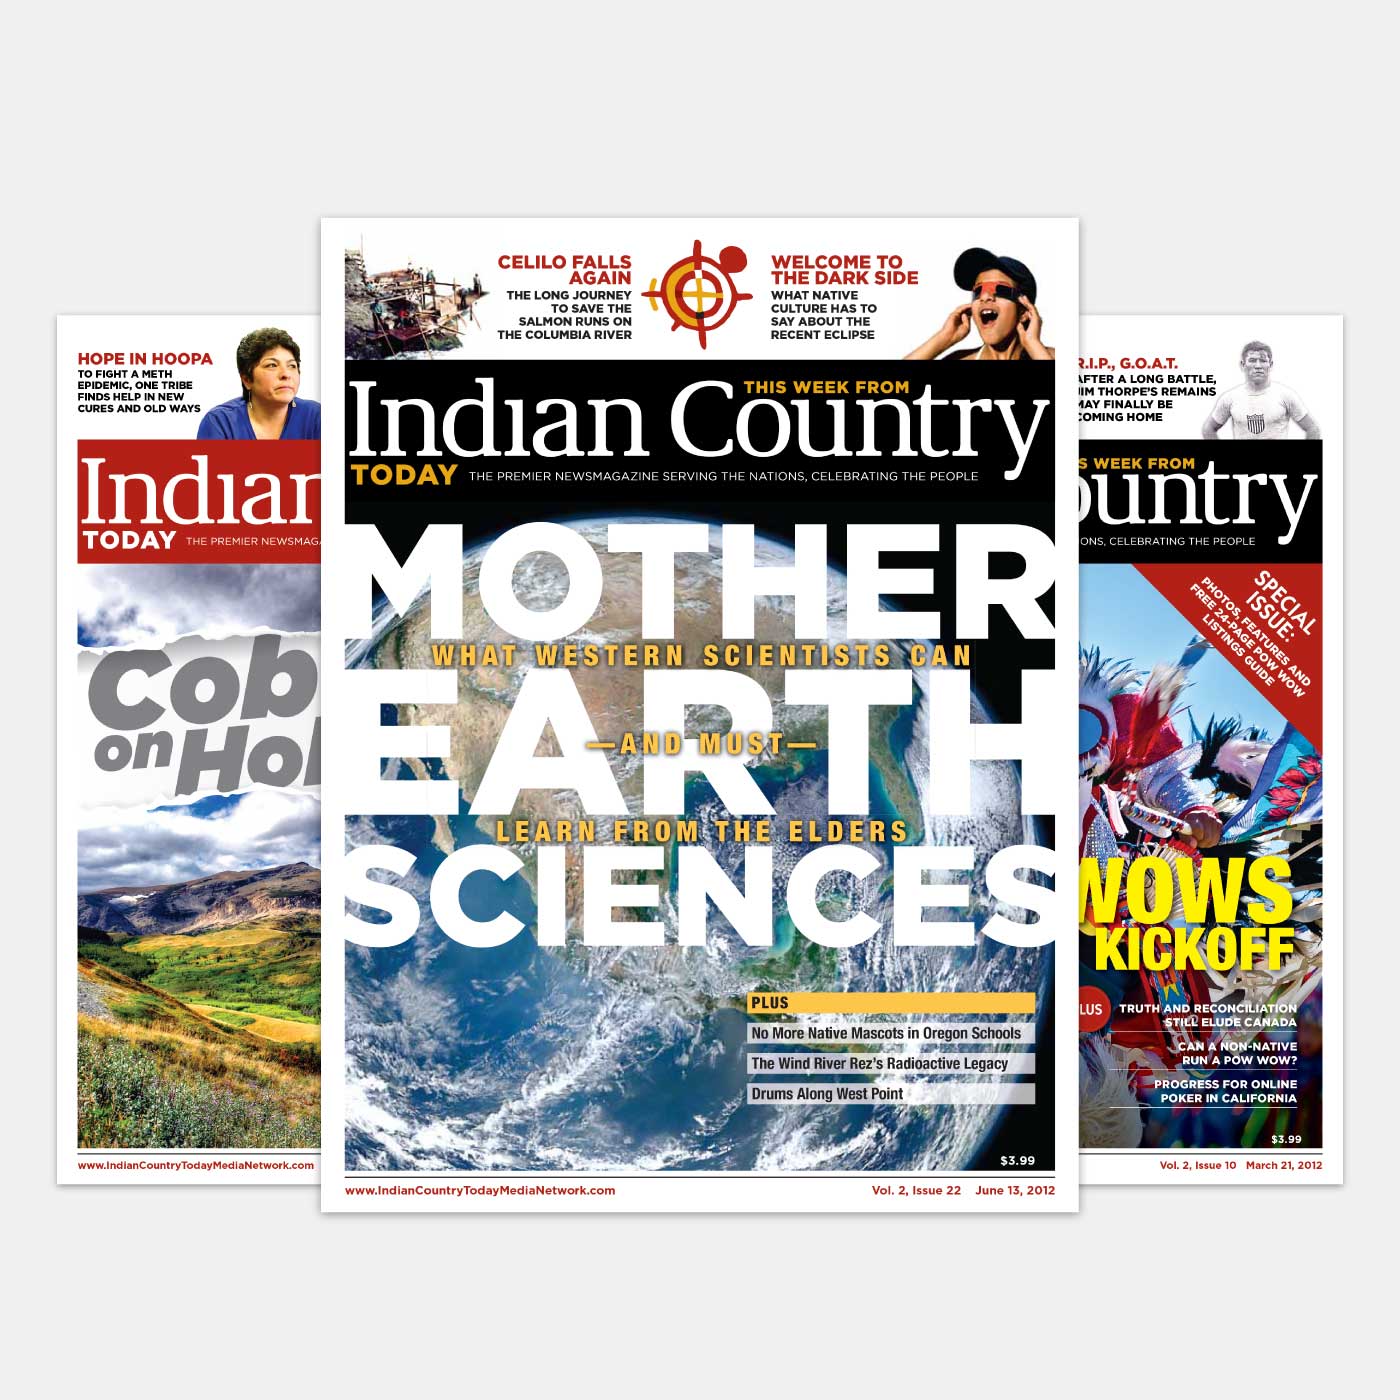 HOPE IN HOOPA
TO FIGHT A METH
EPIDEMIC, ONE TRIBE
FINDS HELP IN NEW
CURES AND OLD WAYS
Indian
TODAY THE PREMIER
on
www.IndianCountryTodayMediaNetwork.com
CELILO FALLS
AGAIN
THE LONG JOURNEY
TO SAVE THE
SALMON RUNS ON
THE COLUMBIA RIVER
WELCOME TO
THE DARK SIDE
WHAT NATIVE
CULTURE HAS TO
SAY ABOUT THE
RECENT ECLIPSE
THIS WEEK FROM
Indian Country
TODAY THE PREMIER NEWSMAGAZINE SERVING THE NATIONS, CELEBRATING THE PEOPLE
MOTHER
WHAT WESTERN SCIENTISTS CAN
EARTH
—AND MUST—
LEARN FROM THE ELDERS
SCIENCES
PLUS
No More Native Mascots in Oregon Schools
The Wind River Rez's Radioactive Legacy
Drums Along West Point
$3.99
www.IndianCountryTodayMediaNetwork.com Vol. 2, Issue 22 June 13, 2012
R.I.P., G.O.A.T.
AFTER A LONG BATTLE,
JIM THORPE'S REMAINS
MAY FINALLY BE
COMING HOME
WEEK FROM
CELEBRATING THE PEOPLE
SPECIAL
ISSUE:
PHOTOS, FEATURES AND
FREE 24-PAGE POW WOW
LISTINGS GUIDE
WOWS
KICKOFF
TRUTH AND RECONCILIATION
STILL ELUDE CANADA
CAN A NON-NATIVE
RUN A POW WOW?
PROGRESS FOR ONLINE
POKER IN CALIFORNIA
$3.99
Vol. 2, Issue 10 March 21, 2012